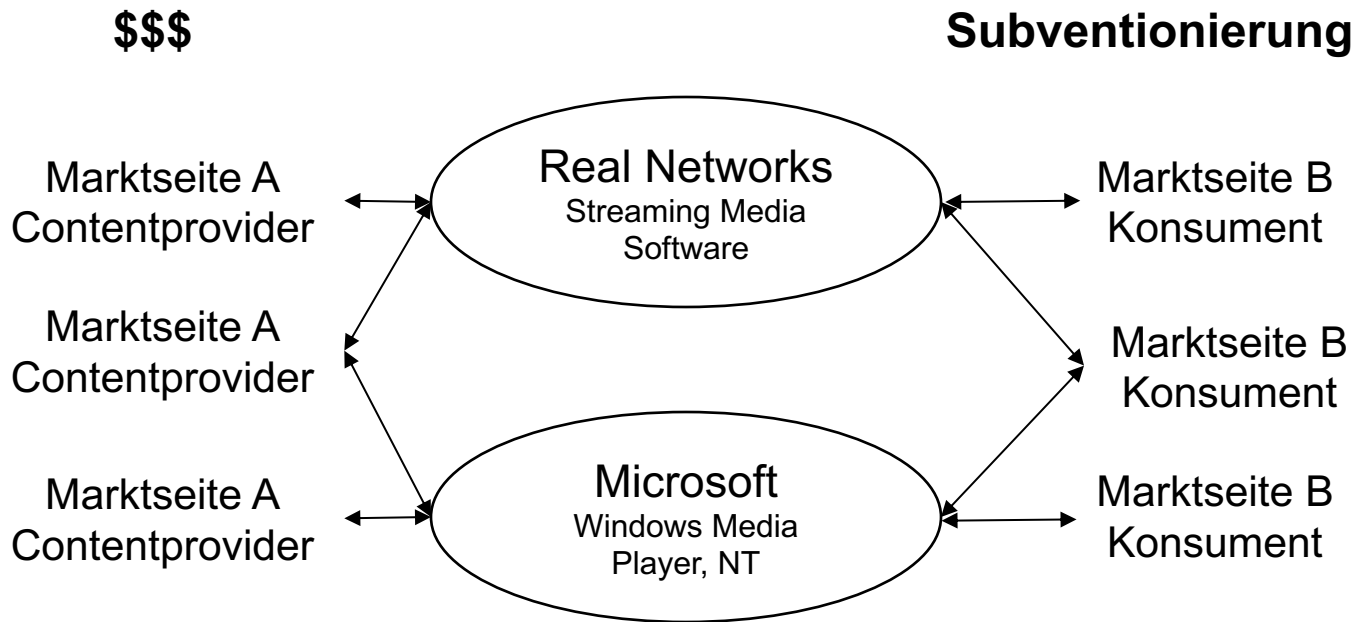 $$$
Subventionierung
Real Networks
Streaming Media
Software
Marktseite A
Contentprovider
Marktseite B
Konsument
Marktseite A
Contentprovider
Marktseite B
Konsument
Microsoft
Windows Media
Player, NT
Marktseite A
Contentprovider
Marktseite B
Konsument